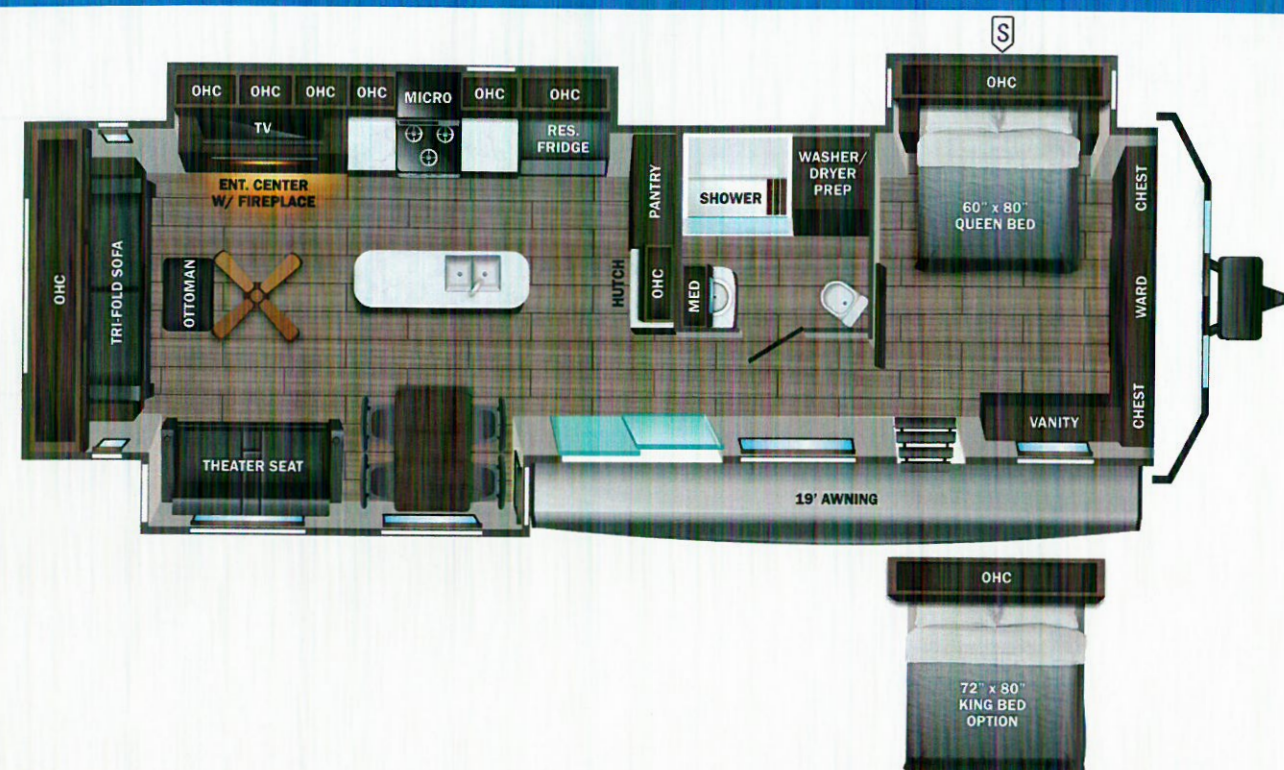 S
OHC
OHC
OHC
OHC
MICRO
OHC
OHC
OHC
TV
RES.
FRIDGE
ENT. CENTER
W/ FIREPLACE
PANTRY
SHOWER
WASHER/
DRYER
PREP
60" x 80"
QUEEN BED
CHEST
WARD
CHEST
OHC
TRI-FOLD SOFA
OTTOMAN
HUTCH
OHC
MED
VANITY
THEATER SEAT
19' AWNING
OHC
72" x 80"
KING BED
OPTION